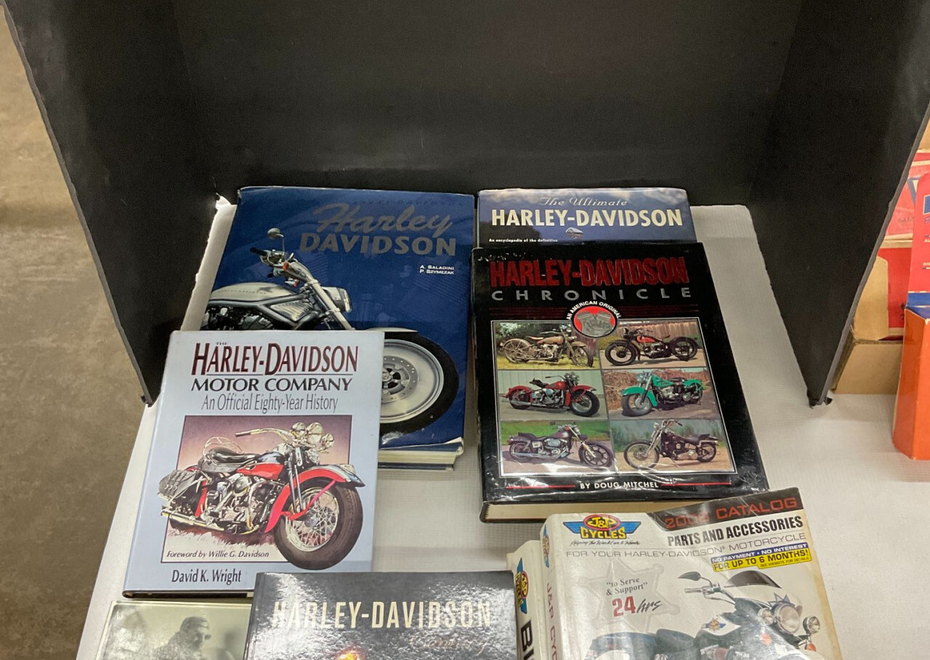 Harley
DAVIDSON
A. SALADINI
P. SZYMEZAK
The Ultimate
HARLEY-DAVIDSON
An encyclopedia of the definitive
HARLEY-DAVIDSON
CHRONICLE
AN AMERICAN ORIGINAL
BY DOUG MITCHEL
THE
HARLEY-DAVIDSON
MOTOR COMPANY
An Official Eighty-Year History
Foreword by Willie G. Davidson
David K. Wright
HARLEY-DAVIDSON
J&P
CYCLES
CATALOG
PARTS AND ACCESSORIES
FOR YOUR HARLEY-DAVIDSON® MOTORCYCLE
NO PAYMENT • NO INTEREST
FOR UP TO 6 MONTHS!
"to Serve
& Support"
24hrs
J&P CYC